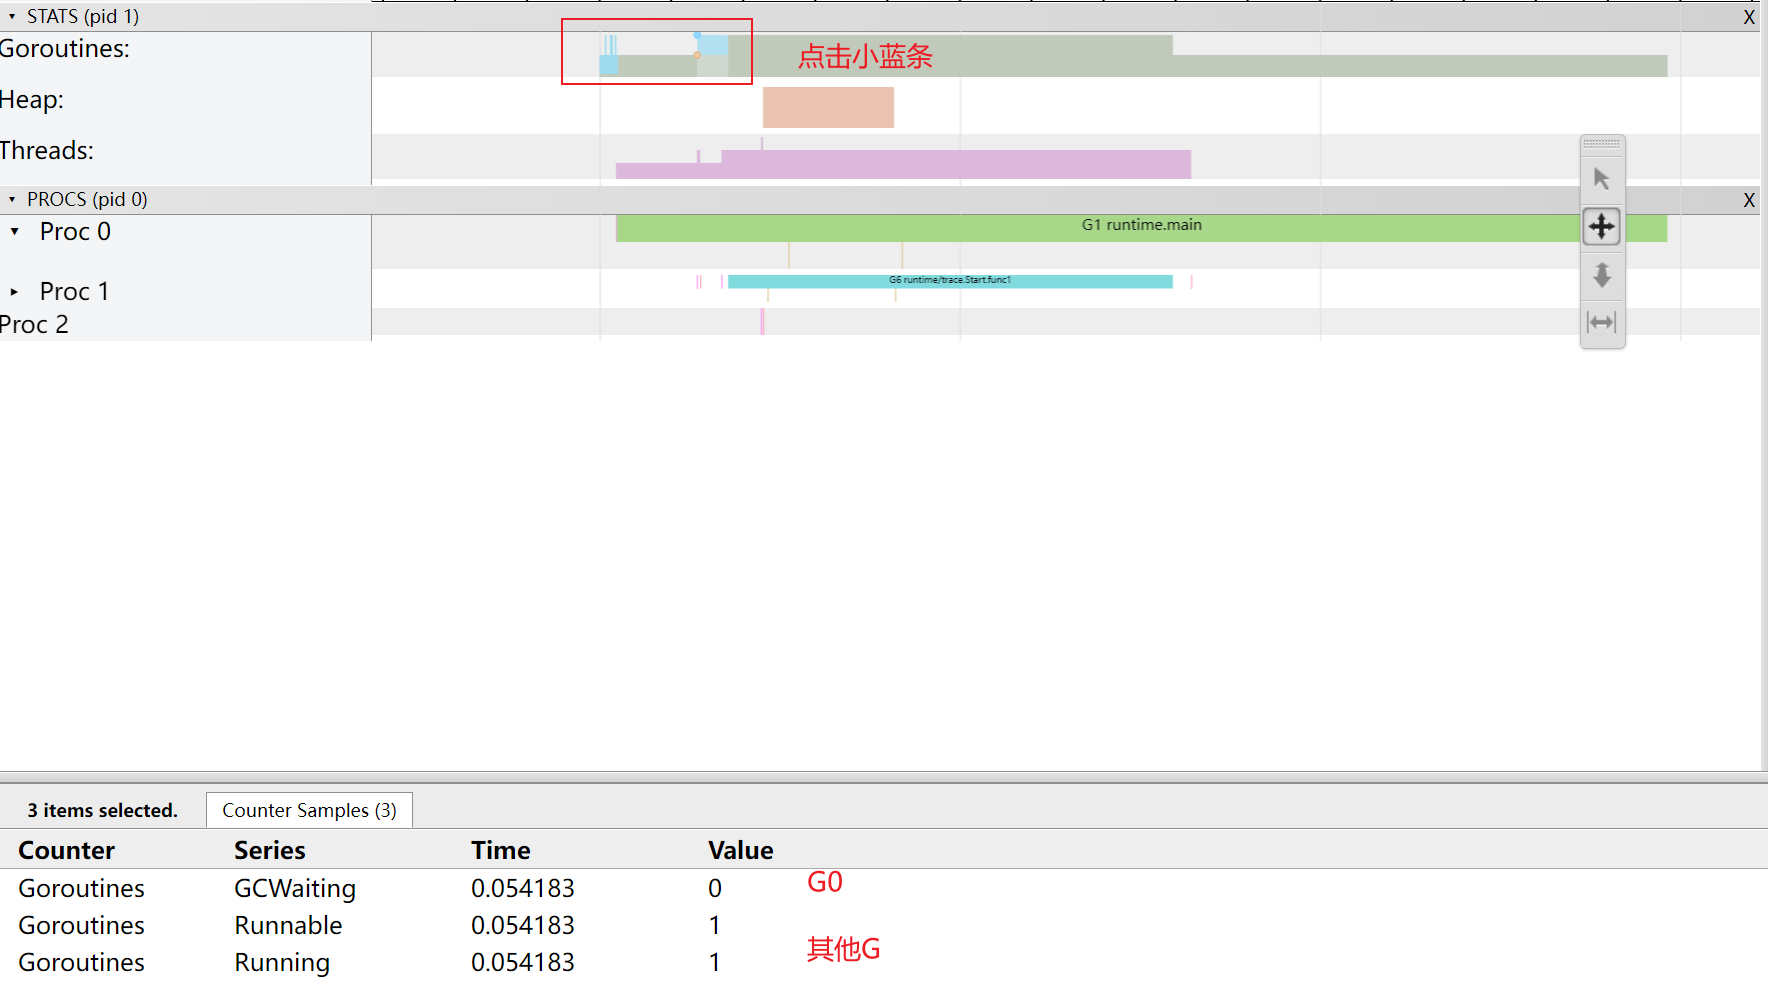 STATS (pid 1) X
Goroutines:
点击小蓝条
Heap:
Threads:
PROCS (pid 0) X
Proc 0
G1 runtime.main
Proc 1
G6 runtime/trace.Start.func1
Proc 2
3 items selected. Counter Samples (3)
Counter Series Time Value
Goroutines GCWaiting 0.054183 0 G0
Goroutines Runnable 0.054183 1
Goroutines Running 0.054183 1 其他G